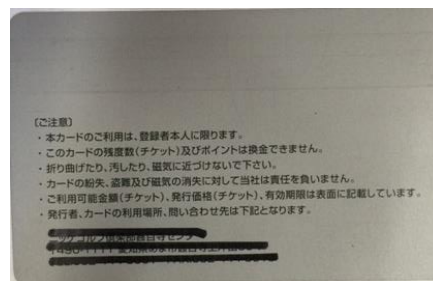 【ご注意】
・本カードのご利用は、登録者本人に限ります。
・このカードの残度数(チケット)及びポイントは換金できません。
・折り曲げたり、汚したり、磁気に近づけないで下さい。
・カードの紛失、盗難及び磁気の消失に対して当社は責任を負いません。
・ご利用可能金額(チケット)、発行価格(チケット)、有効期限は表面に記載しています。
・発行者、カードの利用場所、問い合わせ先は下記となります。